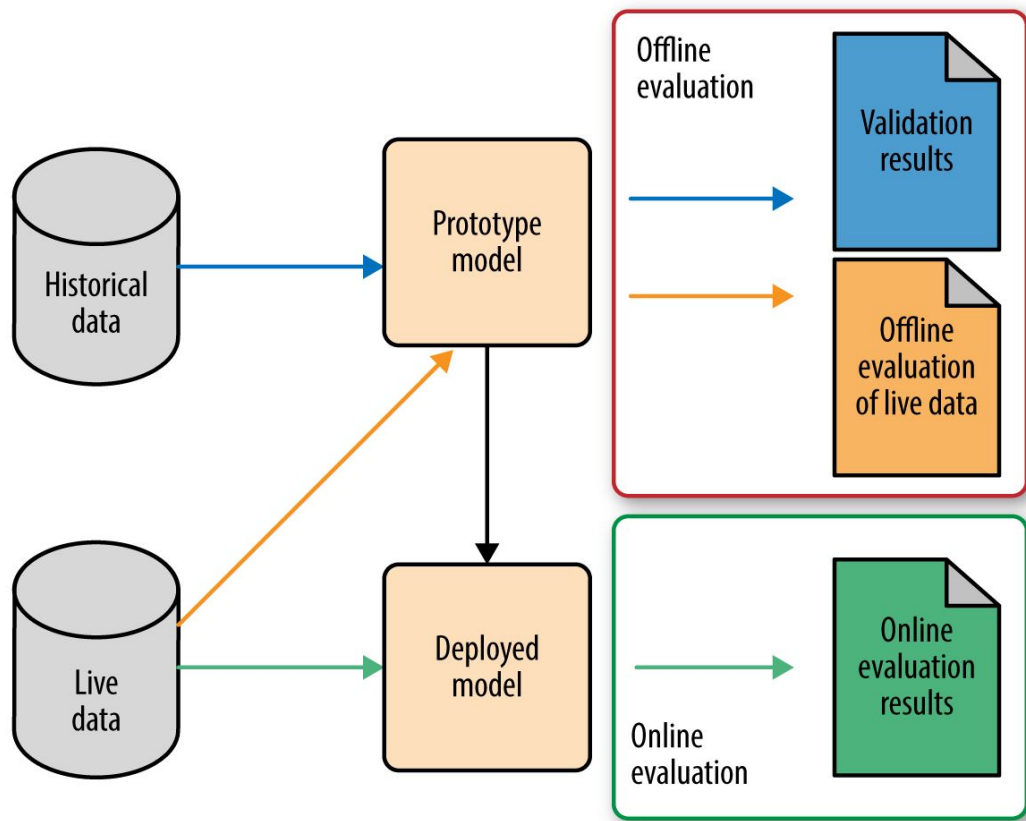 Offline
evaluation
Validation
results
Historical
data
Prototype
model
Offline
evaluation
of live data
Live
data
Deployed
model
Online
evaluation
Online
evaluation
results